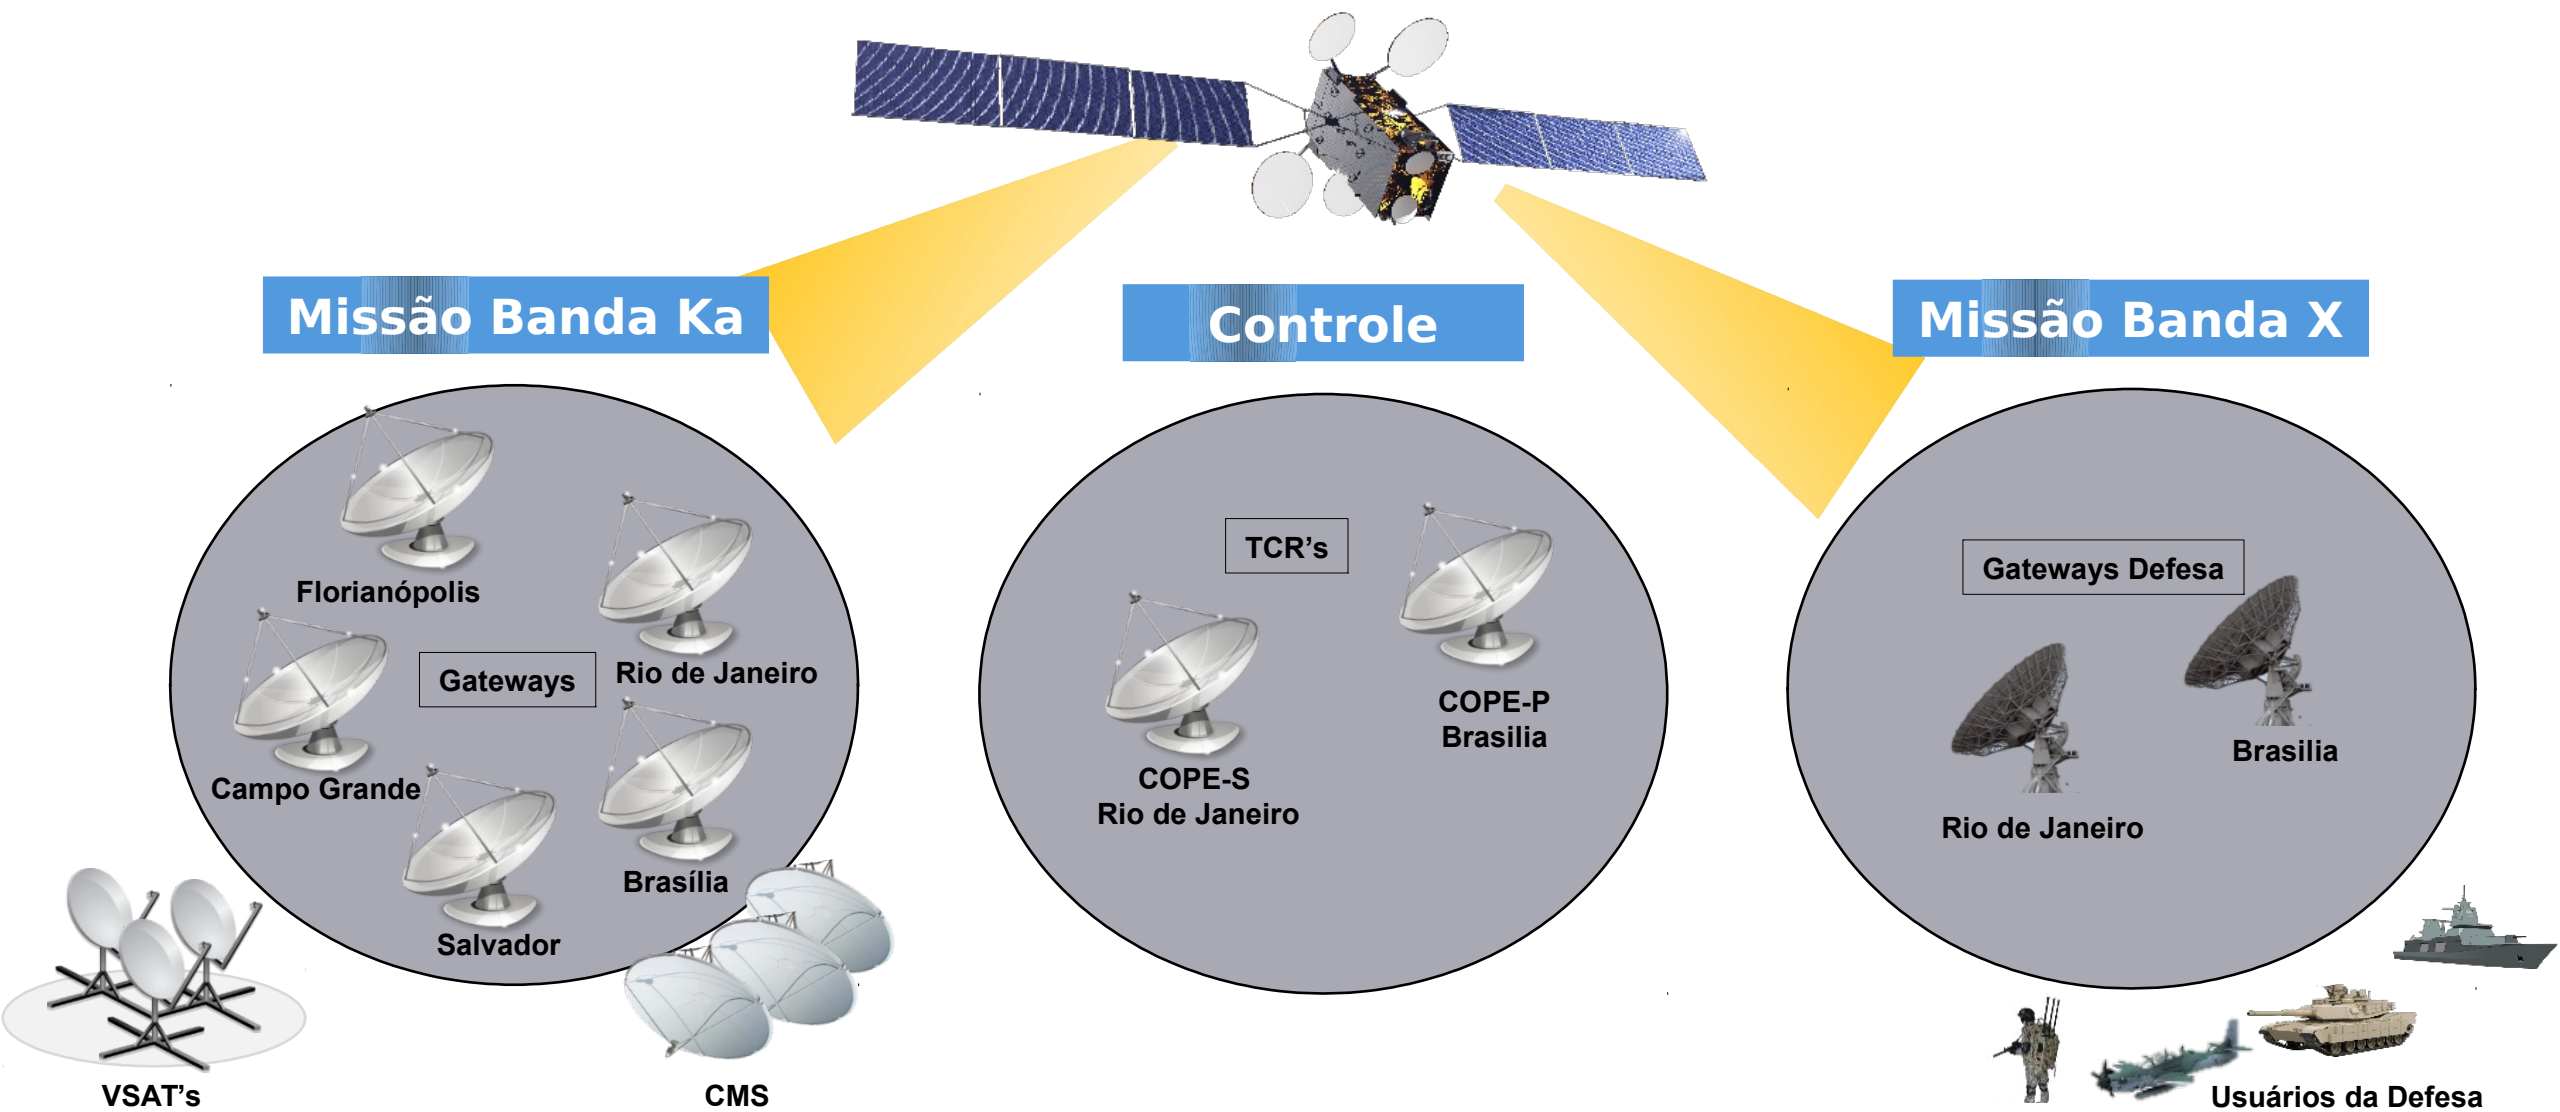 Missão Banda Ka
Controle
Missão Banda X
Florianópolis
Rio de Janeiro
Gateways
Campo Grande
Brasília
Salvador
VSAT's
CMS
TCR’s
COPE-P
Brasilia
COPE-S
Rio de Janeiro
Gateways Defesa
Brasilia
Rio de Janeiro
Usuários da Defesa